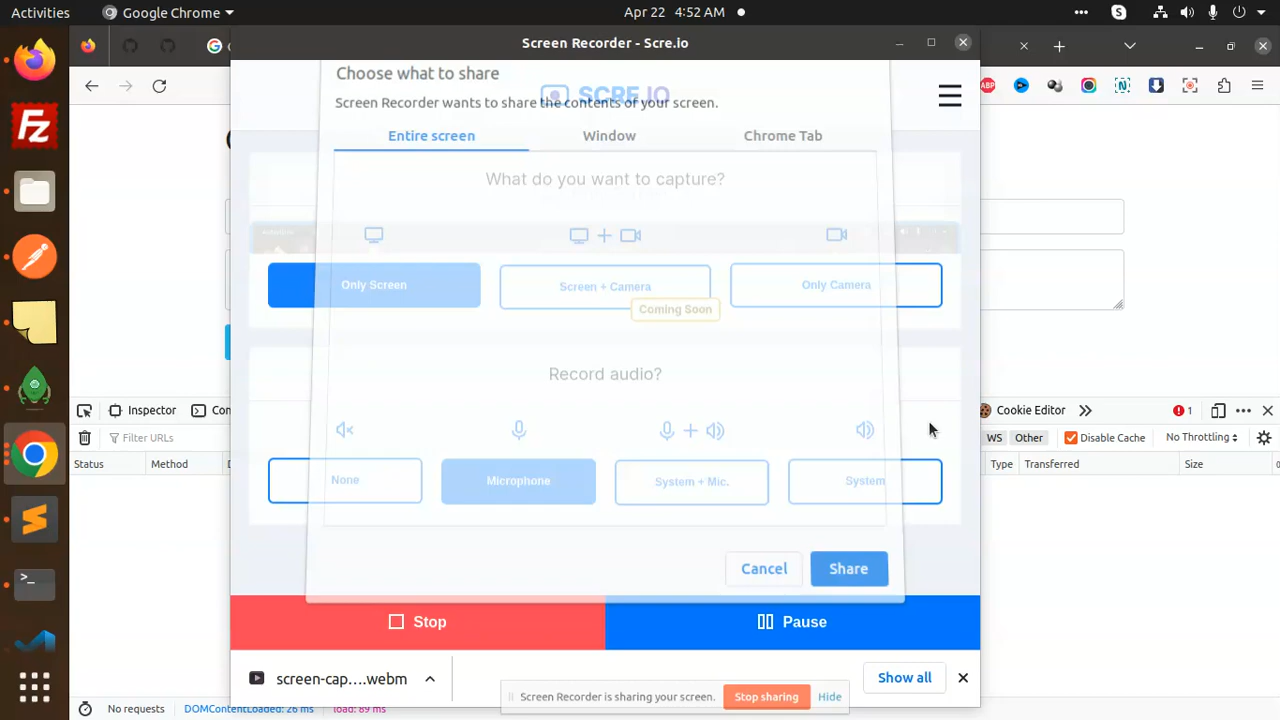 Activities
Google Chrome
Apr 22 4:52 AM
Screen Recorder - Scre.io
Choose what to share
SCRE.IO
Screen Recorder wants to share the contents of your screen.
Entire screen
Window
Chrome Tab
What do you want to capture?
Only Screen
Screen + Camera
Only Camera
Coming Soon
Record audio?
None
Microphone
System + Mic.
System
Cancel
Share
Stop
Pause
screen-cap....webm
Show all
Screen Recorder is sharing your screen.
Stop sharing
Hide
Inspector
Cookie Editor
1
Filter URLs
WS
Other
Disable Cache
No Throttling
Status
Method
Type
Transferred
Size
No requests
DOMContentLoaded: 26 ms
load: 89 ms